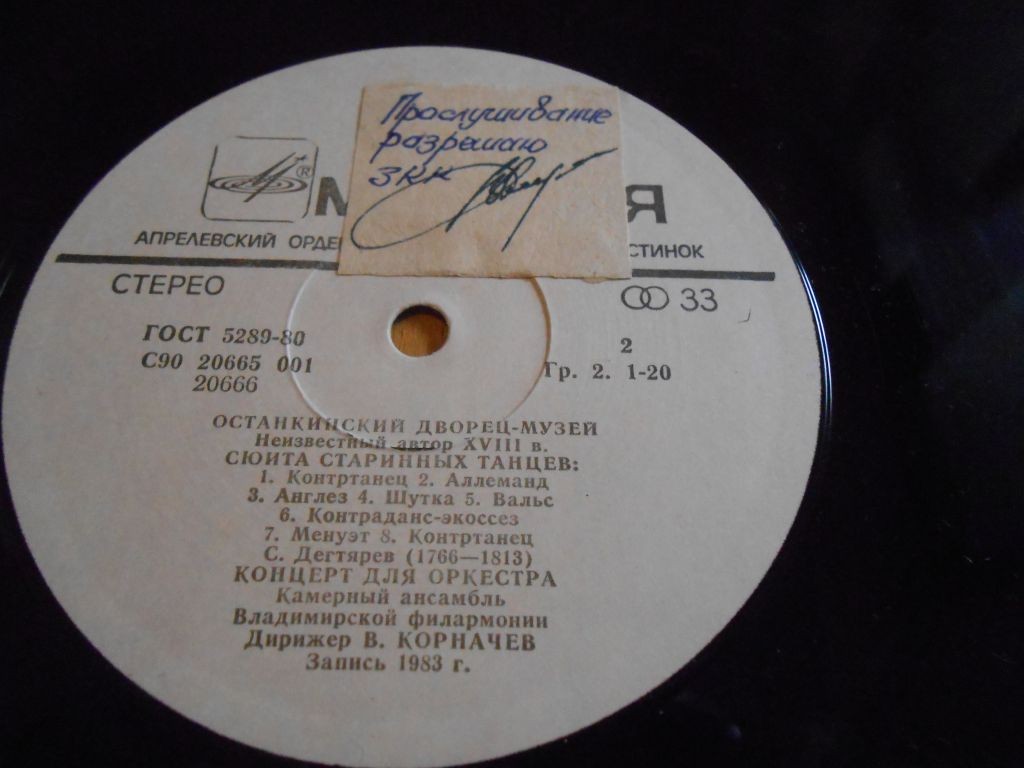 Прослушивание
разрешаю
ЗКК
® М Я
АПРЕЛЕВСКИЙ ОРДЕ СТИНОК
СТЕРЕО 33
ГОСТ 5289-80 2
С90 20665 001 Гр. 2. 1-20
20666
ОСТАНКИНСКИЙ ДВОРЕЦ-МУЗЕЙ
Неизвестный автор XVIII в.
СЮИТА СТАРИННЫХ ТАНЦЕВ:
1. Контртанец 2. Аллеманд
3. Англез 4. Шутка 5. Вальс
6. Контраданс-экоссез
7. Менуэт 8. Контртанец
С. Дегтярев (1766—1813)
КОНЦЕРТ ДЛЯ ОРКЕСТРА
Камерный ансамбль
Владимирской филармонии
Дирижер В. КОРНАЧЕВ
Запись 1983 г.